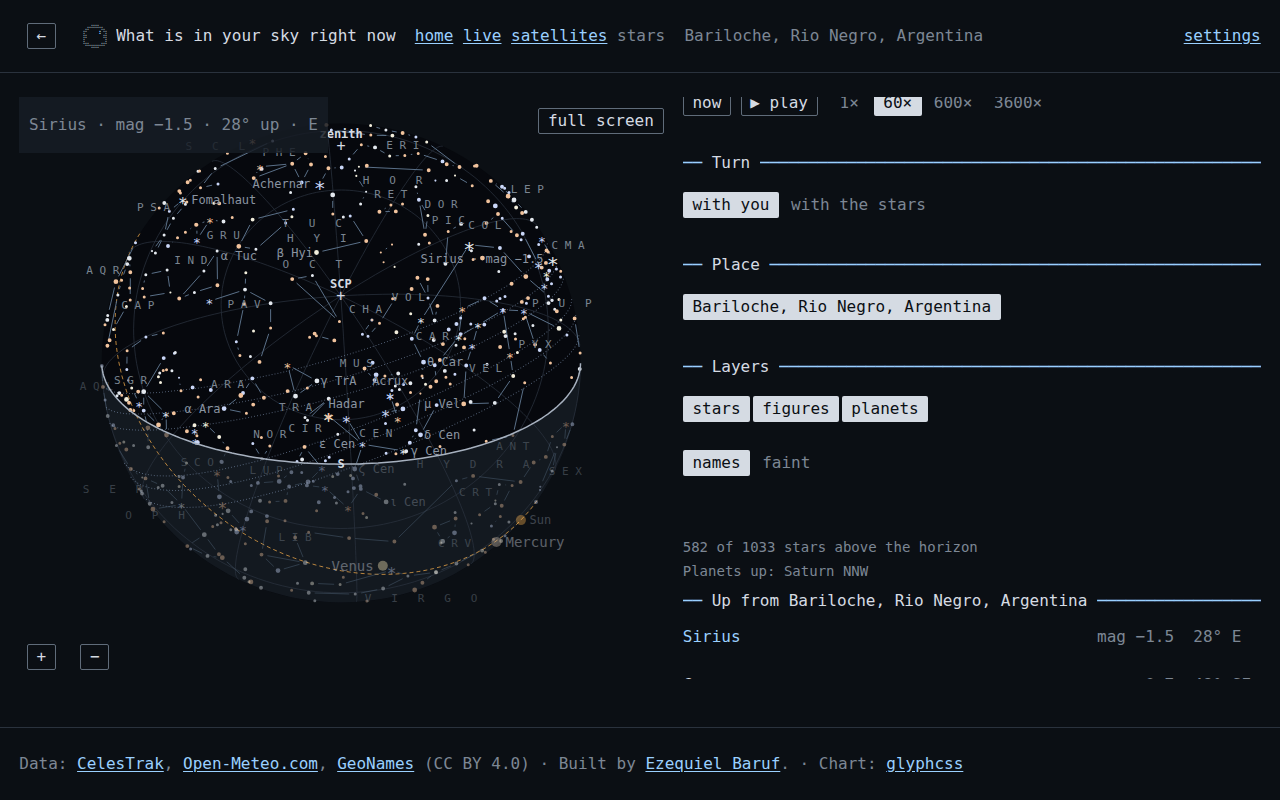 ← What is in your sky right now home live satellites stars Bariloche, Rio Negro, Argentina settings
Sirius · mag −1.5 · 28° up · E
full screen
zenith
+
P H E
E R I
Achernar
H O R
L E P
Fomalhaut
R E T
P S A
D O R
T U C
P I C
C O L
G R U
H Y I
C M A
α Tuc
β Hyi
I N D
O C T
Sirius · mag −1.5
A Q R
SCP
+
V O L
C A P
P A V
C H A
P U P
C A R
P Y X
M U S
θ Car
V E L
S G R
A R A
γ TrA
Acrux
α Ara
T R A
Hadar
μ Vel
N O R
C I R
C E N
δ Cen
ε Cen
γ Cen
A N T
S
S C O
L U P
ζ Cen
H Y D R A
S E X
S E R
C R T
ι Cen
O P H
Sun
L I B
C R V
Mercury
Venus
V I R G O
+ −
now ▶ play 1× 60× 600× 3600×
Turn
with you with the stars
Place
Bariloche, Rio Negro, Argentina
Layers
stars figures planets
names faint
582 of 1033 stars above the horizon
Planets up: Saturn NNW
Up from Bariloche, Rio Negro, Argentina
Sirius mag −1.5 28° E
Data: CelesTrak, Open-Meteo.com, GeoNames (CC BY 4.0) · Built by Ezequiel Baruf. · Chart: glyphcss